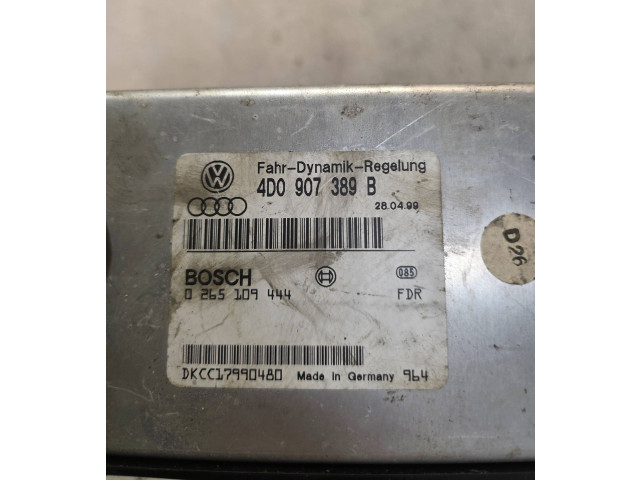 Fahr-Dynamik-Regelung
4D0 907 389 B
28.04.99
BOSCH
085
0 265 109 444 FDR
DKCC17990480 Made in Germany 964
D26